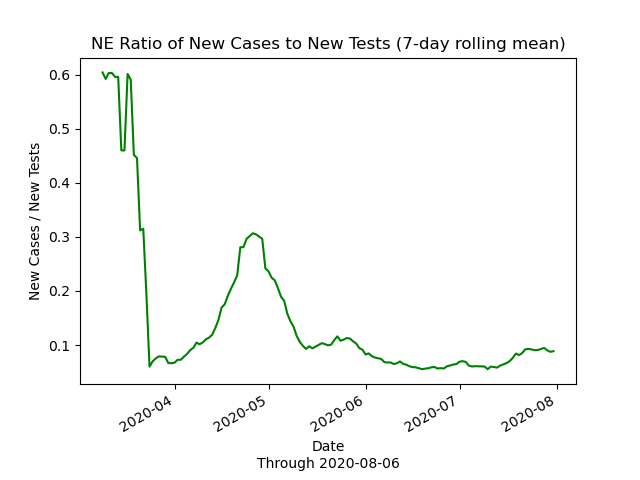 NE Ratio of New Cases to New Tests (7-day rolling mean)
0.6
0.5
0.4
0.3
0.2
0.1
New Cases / New Tests
2020-04
2020-05
2020-06
2020-07
2020-08
Date
Through 2020-08-06